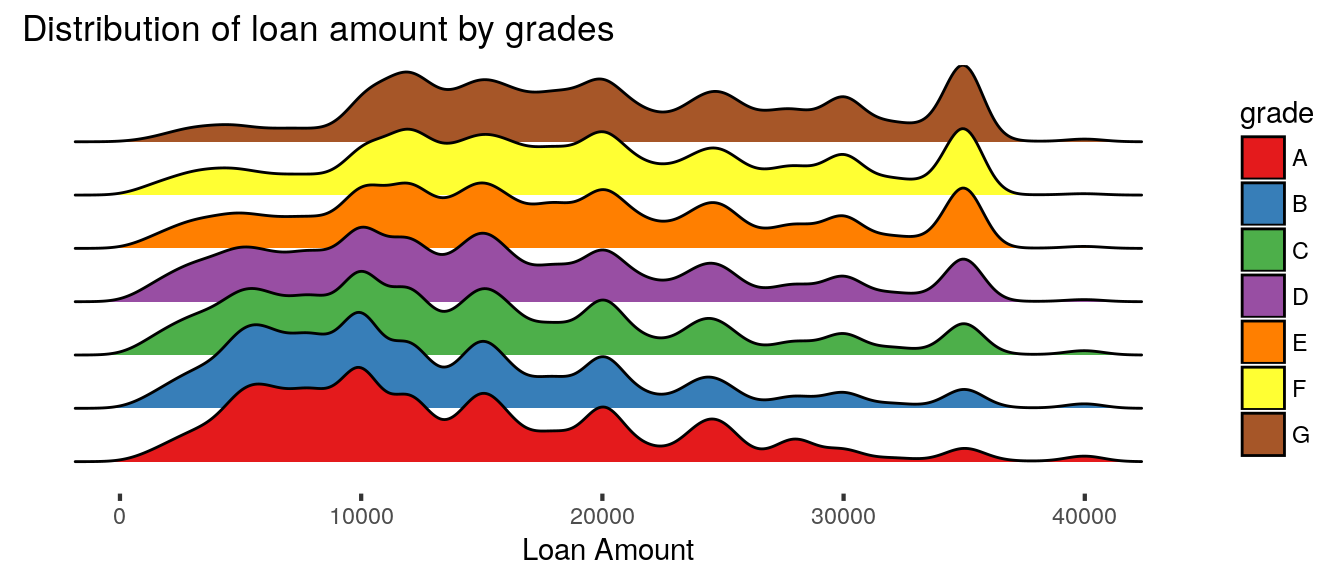 Distribution of loan amount by grades
grade
A
B
C
D
E
F
G
0 10000 20000 30000 40000
Loan Amount